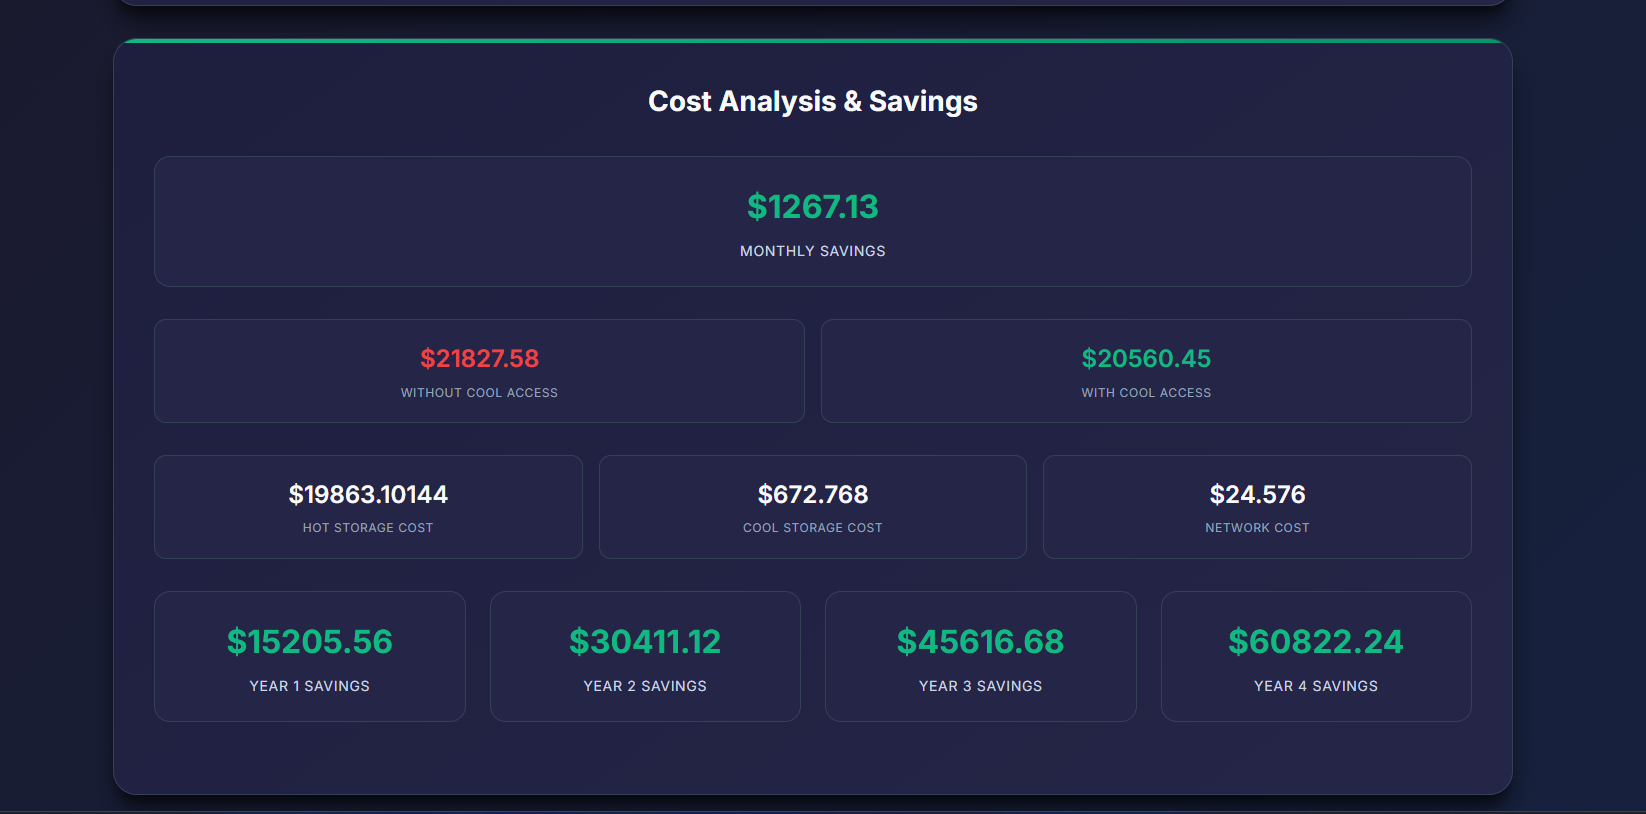 Cost Analysis & Savings
$1267.13
MONTHLY SAVINGS
$21827.58
WITHOUT COOL ACCESS
$20560.45
WITH COOL ACCESS
$19863.10144
HOT STORAGE COST
$672.768
COOL STORAGE COST
$24.576
NETWORK COST
$15205.56
YEAR 1 SAVINGS
$30411.12
YEAR 2 SAVINGS
$45616.68
YEAR 3 SAVINGS
$60822.24
YEAR 4 SAVINGS